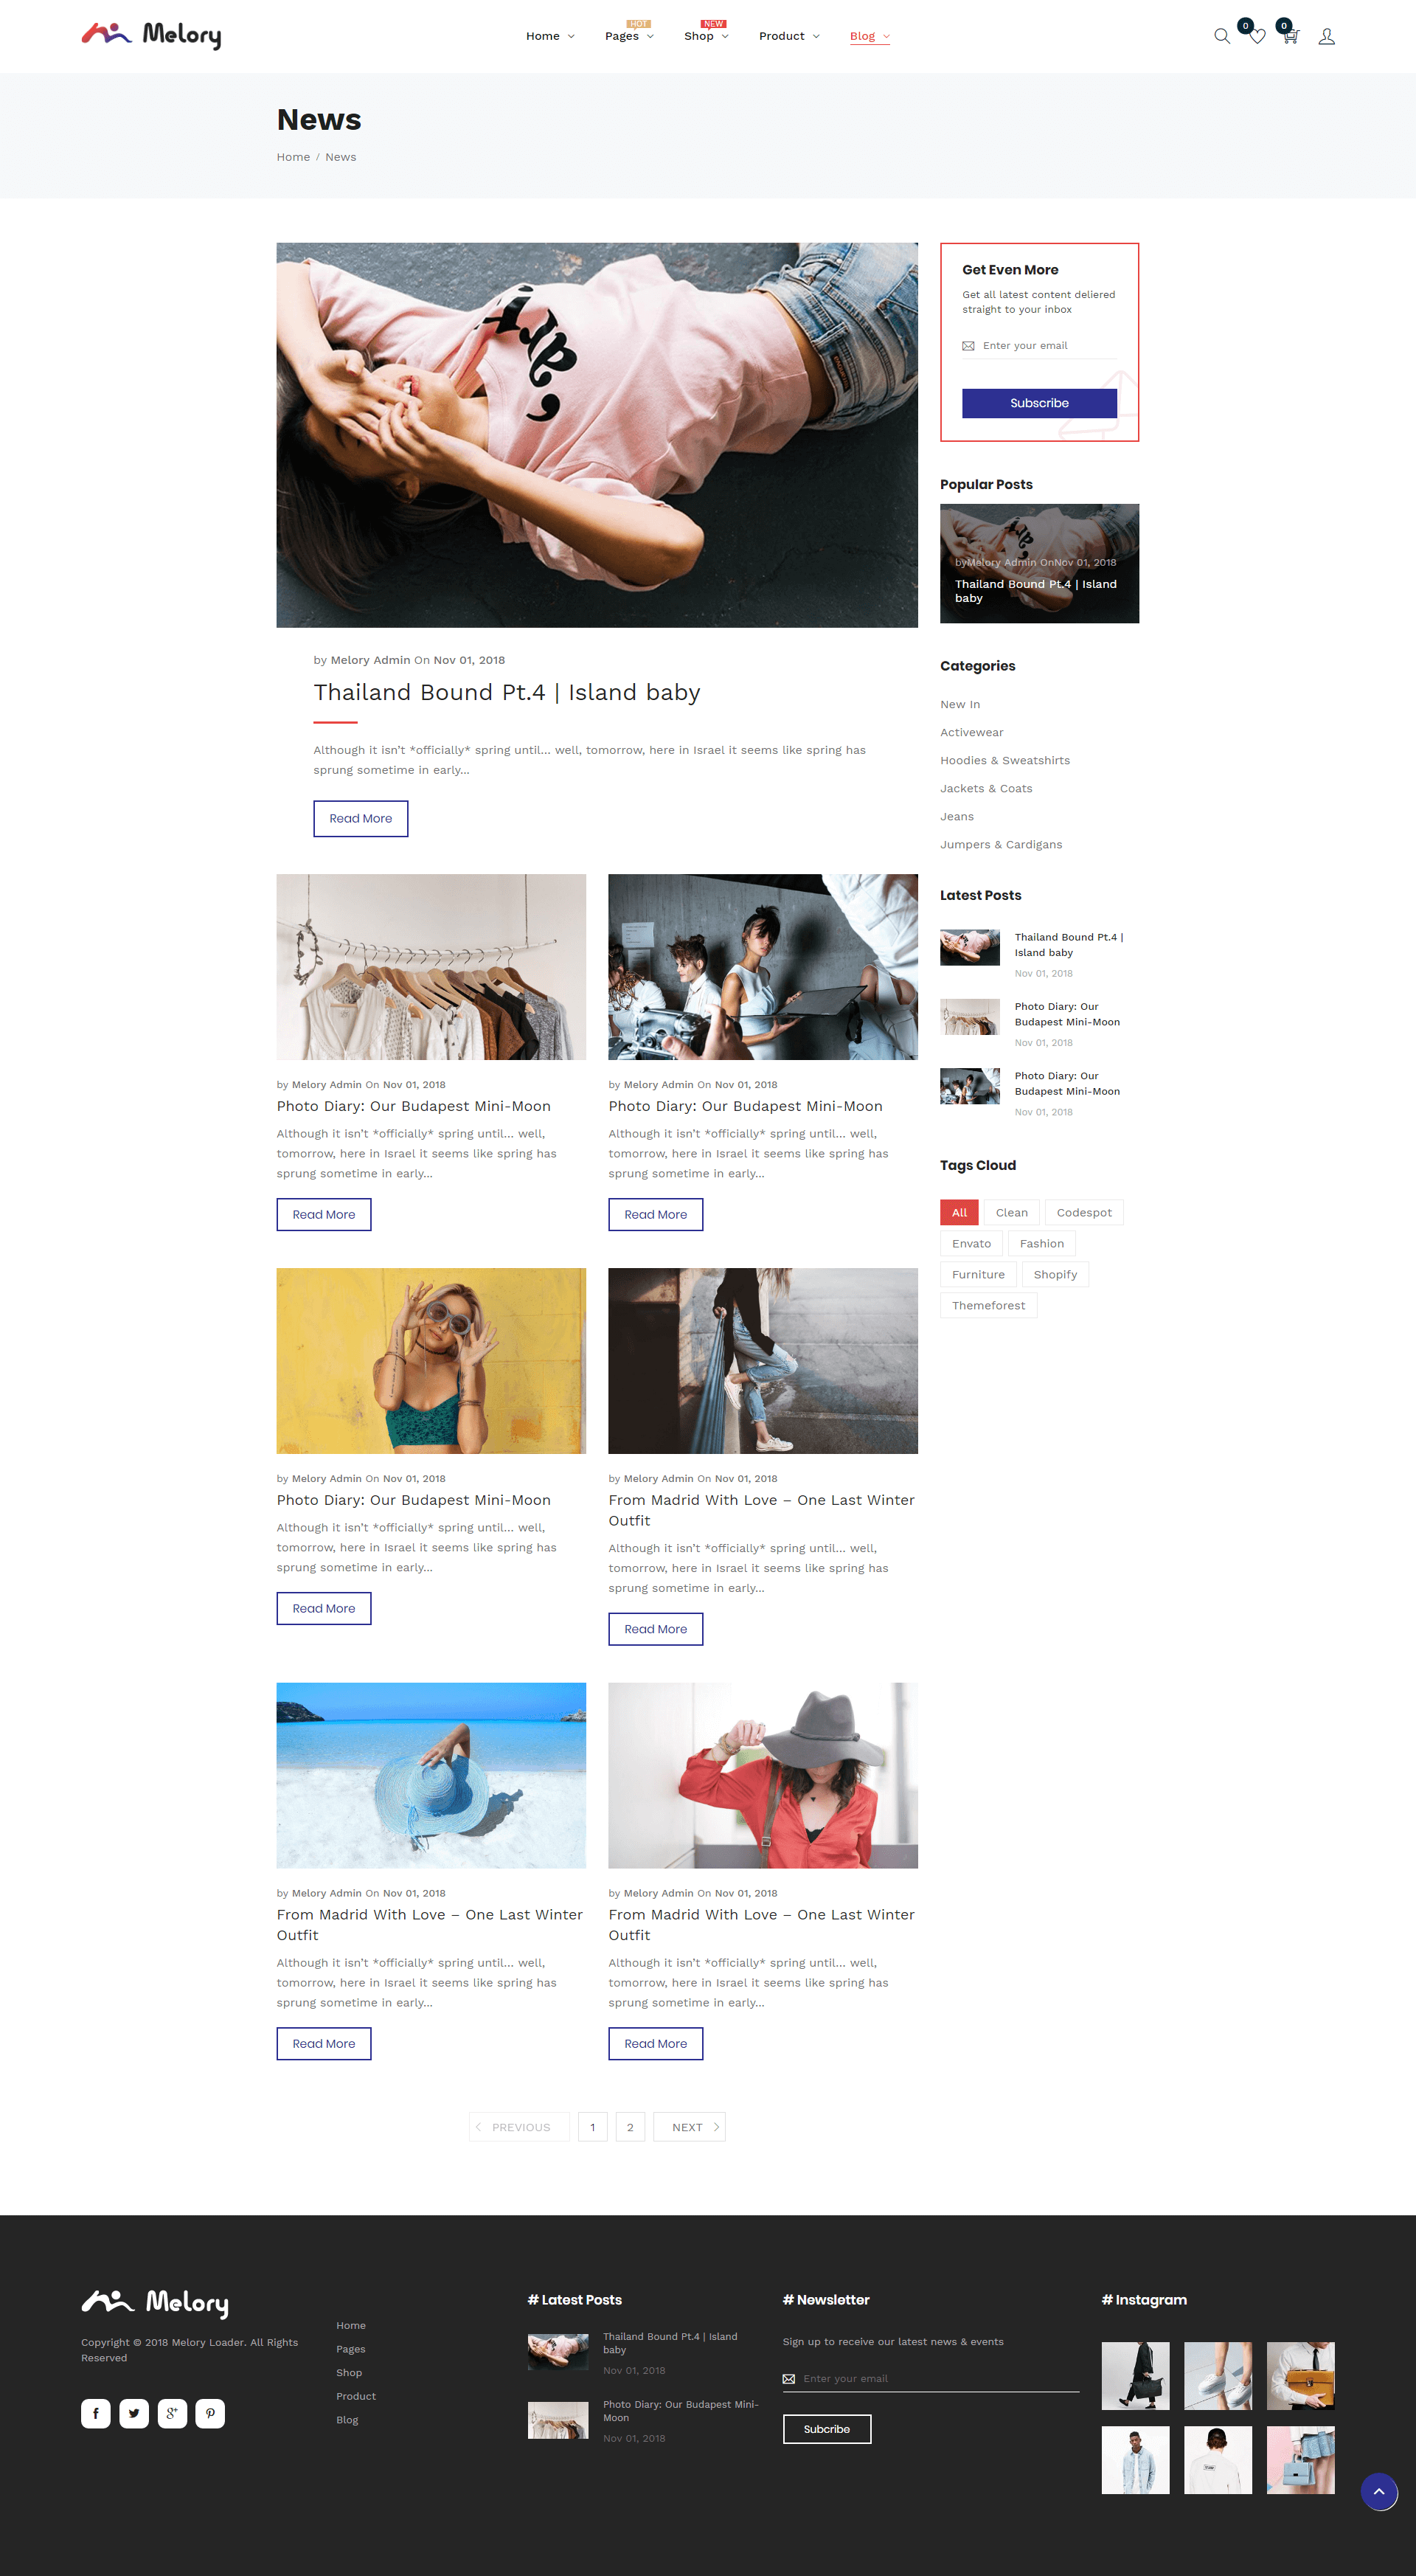 Melory
Home
HOT
Pages
NEW
Shop
Product
Blog
0
0
News
Home / News
by Melory Admin On Nov 01, 2018
Thailand Bound Pt.4 | Island baby
Although it isn't *officially* spring until… well, tomorrow, here in Israel it seems like spring has
sprung sometime in early...
Read More
by Melory Admin On Nov 01, 2018
Photo Diary: Our Budapest Mini-Moon
Although it isn't *officially* spring until… well,
tomorrow, here in Israel it seems like spring has
sprung sometime in early...
Read More
by Melory Admin On Nov 01, 2018
Photo Diary: Our Budapest Mini-Moon
Although it isn't *officially* spring until… well,
tomorrow, here in Israel it seems like spring has
sprung sometime in early...
Read More
by Melory Admin On Nov 01, 2018
Photo Diary: Our Budapest Mini-Moon
Although it isn't *officially* spring until… well,
tomorrow, here in Israel it seems like spring has
sprung sometime in early...
Read More
by Melory Admin On Nov 01, 2018
From Madrid With Love – One Last Winter
Outfit
Although it isn't *officially* spring until… well,
tomorrow, here in Israel it seems like spring has
sprung sometime in early...
Read More
by Melory Admin On Nov 01, 2018
From Madrid With Love – One Last Winter
Outfit
Although it isn't *officially* spring until… well,
tomorrow, here in Israel it seems like spring has
sprung sometime in early...
Read More
by Melory Admin On Nov 01, 2018
From Madrid With Love – One Last Winter
Outfit
Although it isn't *officially* spring until… well,
tomorrow, here in Israel it seems like spring has
sprung sometime in early...
Read More
PREVIOUS
1
2
NEXT
Get Even More
Get all latest content deliered
straight to your inbox
Enter your email
Subscribe
Popular Posts
byMelory Admin OnNov 01, 2018
Thailand Bound Pt.4 | Island
baby
Categories
New In
Activewear
Hoodies & Sweatshirts
Jackets & Coats
Jeans
Jumpers & Cardigans
Latest Posts
Thailand Bound Pt.4 |
Island baby
Nov 01, 2018
Photo Diary: Our
Budapest Mini-Moon
Nov 01, 2018
Photo Diary: Our
Budapest Mini-Moon
Nov 01, 2018
Tags Cloud
All
Clean
Codespot
Envato
Fashion
Furniture
Shopify
Themeforest
Melory
Copyright © 2018 Melory Loader. All Rights
Reserved
Home
Pages
Shop
Product
Blog
# Latest Posts
Thailand Bound Pt.4 | Island
baby
Nov 01, 2018
Photo Diary: Our Budapest Mini-
Moon
Nov 01, 2018
# Newsletter
Sign up to receive our latest news & events
Enter your email
Subcribe
# Instagram